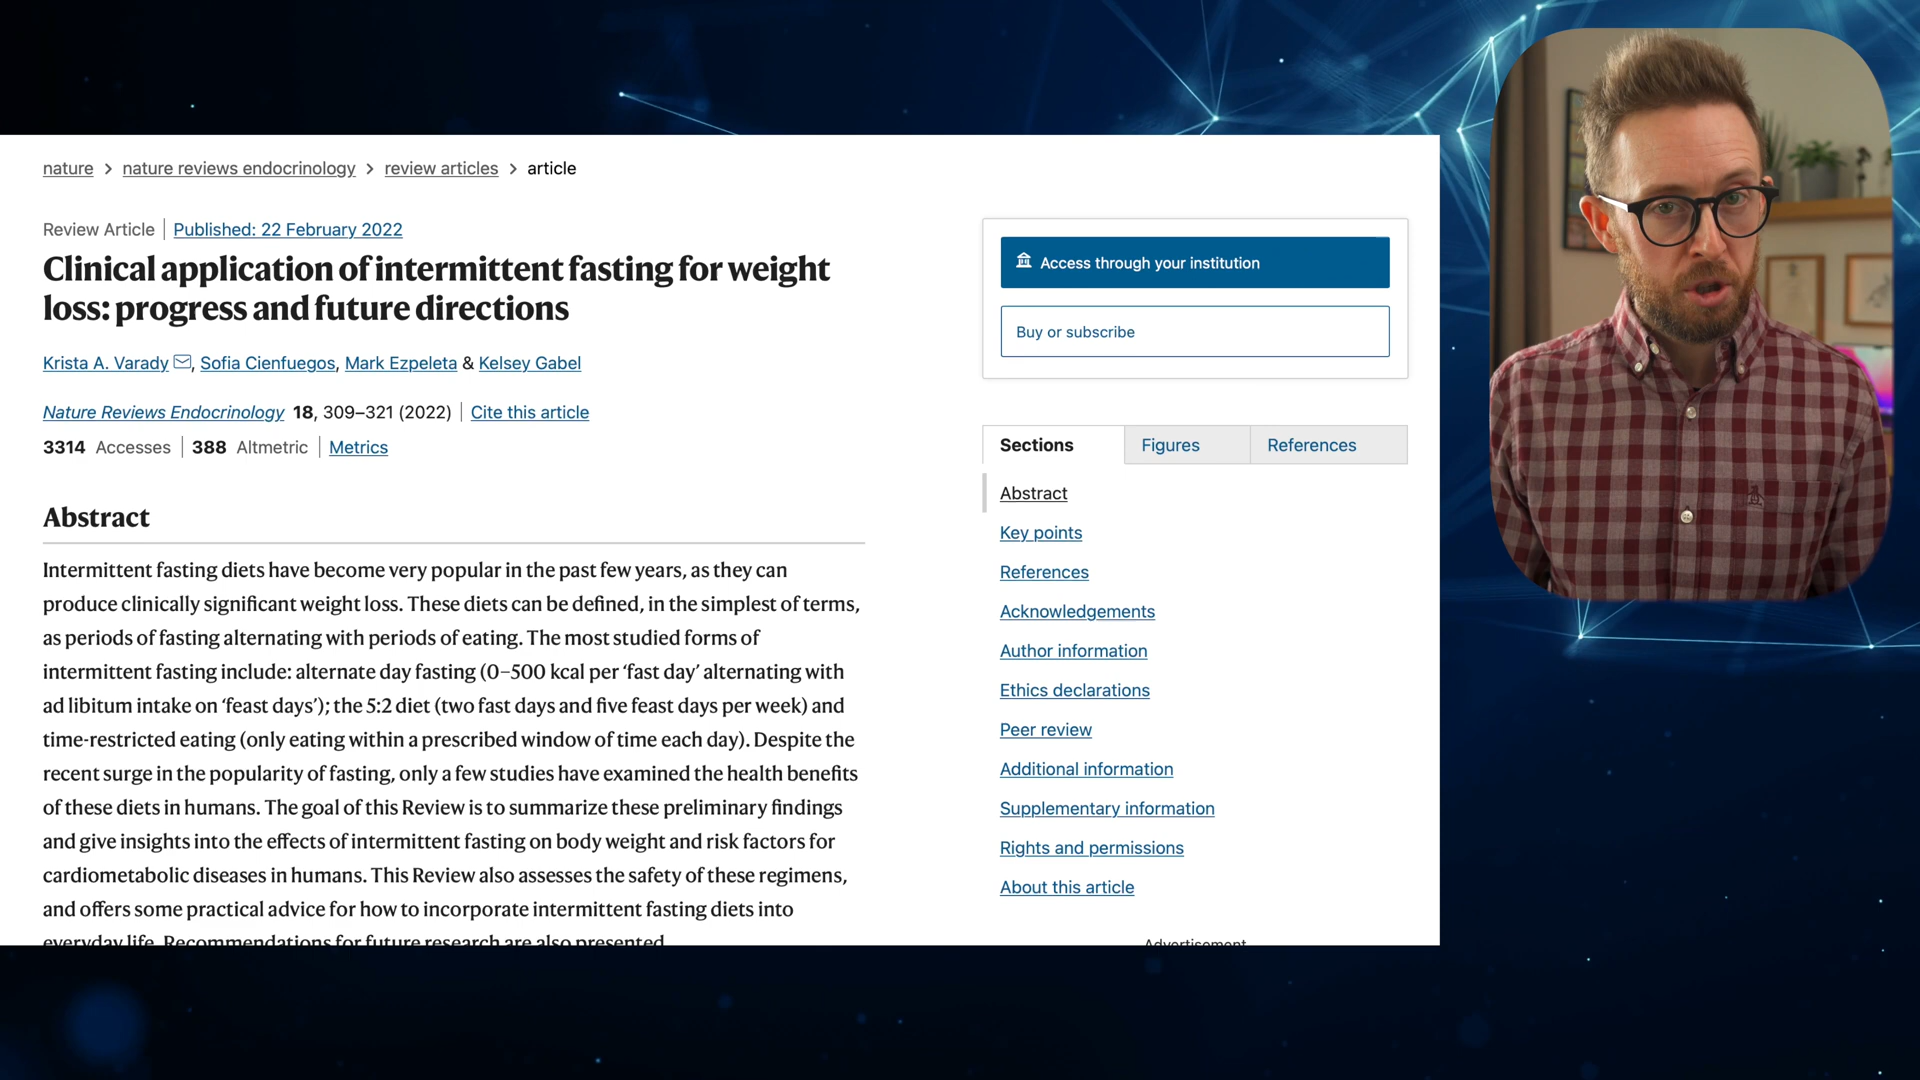 nature > nature reviews endocrinology > review articles > article
Review Article | Published: 22 February 2022
Clinical application of intermittent fasting for weight
loss: progress and future directions
Krista A. Varady, Sofia Cienfuegos, Mark Ezpeleta & Kelsey Gabel
Nature Reviews Endocrinology 18, 309–321 (2022) | Cite this article
3314 Accesses | 388 Altmetric | Metrics
Abstract
Intermittent fasting diets have become very popular in the past few years, as they can
produce clinically significant weight loss. These diets can be defined, in the simplest of terms,
as periods of fasting alternating with periods of eating. The most studied forms of
intermittent fasting include: alternate day fasting (0–500 kcal per ‘fast day’ alternating with
ad libitum intake on ‘feast days’); the 5:2 diet (two fast days and five feast days per week) and
time-restricted eating (only eating within a prescribed window of time each day). Despite the
recent surge in the popularity of fasting, only a few studies have examined the health benefits
of these diets in humans. The goal of this Review is to summarize these preliminary findings
and give insights into the effects of intermittent fasting on body weight and risk factors for
cardiometabolic diseases in humans. This Review also assesses the safety of these regimens,
and offers some practical advice for how to incorporate intermittent fasting diets into
everyday life. Recommendations for future research are also presented.
Access through your institution
Buy or subscribe
Sections
Figures
References
Abstract
Key points
References
Acknowledgements
Author information
Ethics declarations
Peer review
Additional information
Supplementary information
Rights and permissions
About this article
Advertisement